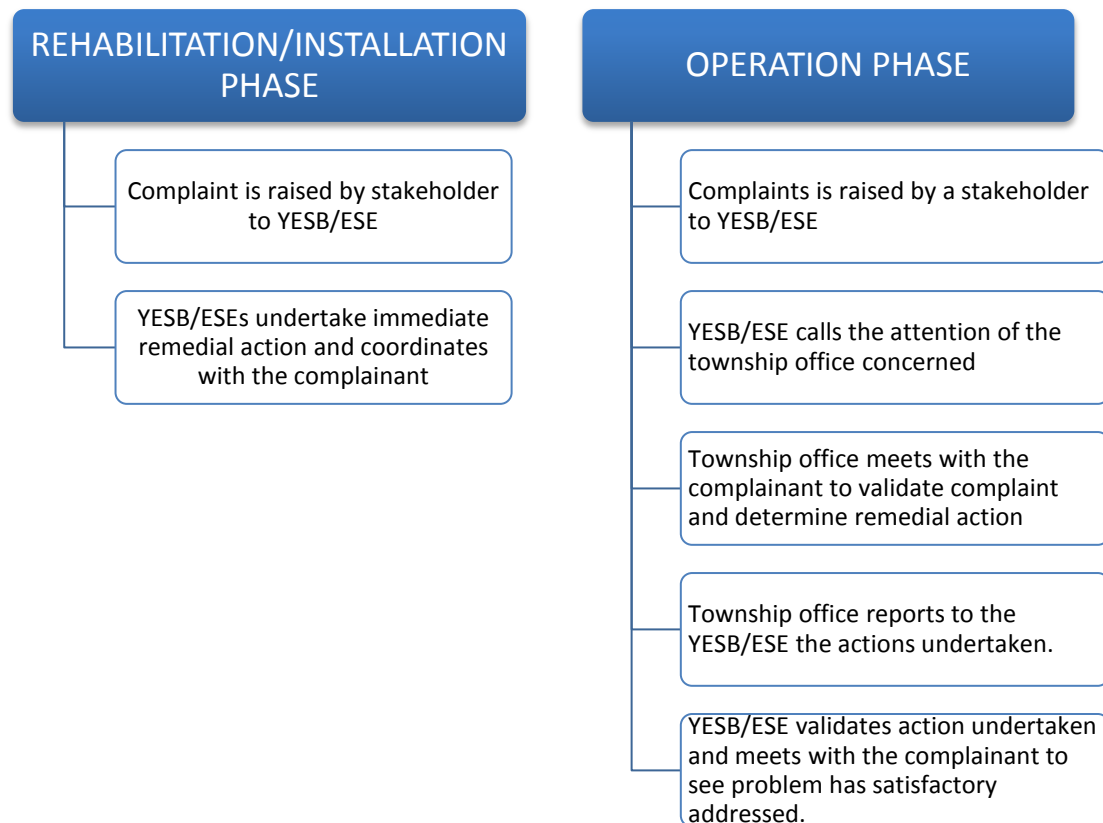 REHABILITATION/INSTALLATION
PHASE
Complaint is raised by stakeholder
to YESB/ESE
YESB/ESEs undertake immediate
remedial action and coordinates
with the complainant
OPERATION PHASE
Complaints is raised by a stakeholder
to YESB/ESE
YESB/ESE calls the attention of the
township office concerned
Township office meets with the
complainant to validate complaint
and determine remedial action
Township office reports to the
YESB/ESE the actions undertaken.
YESB/ESE validates action undertaken
and meets with the complainant to
see problem has satisfactory
addressed.